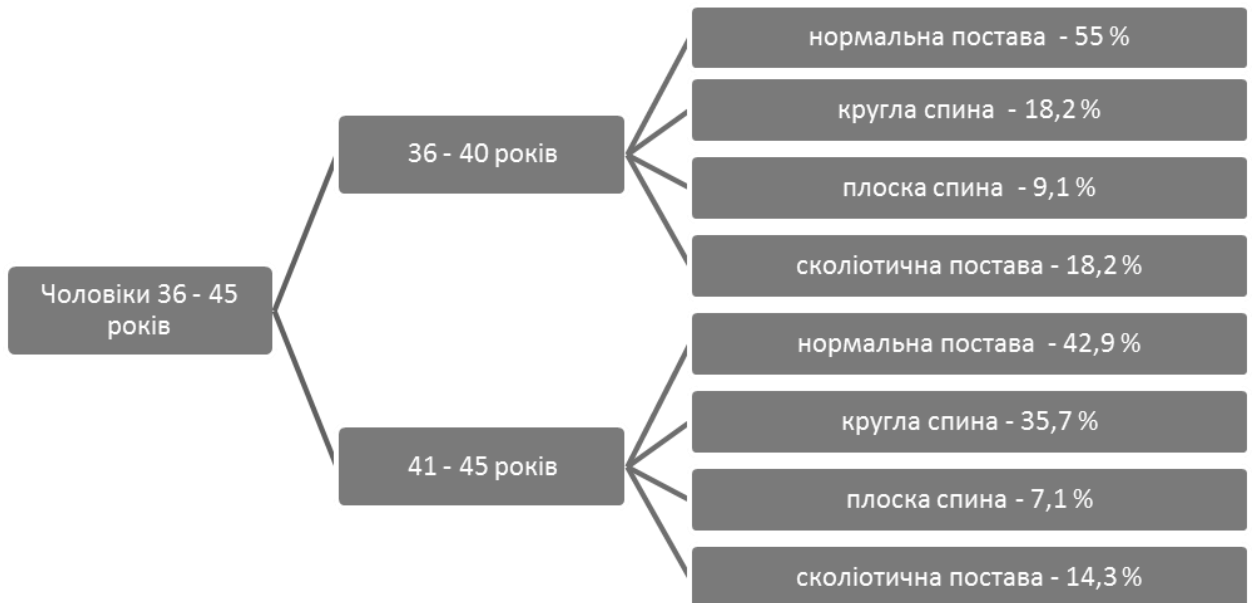 Чоловіки 36 - 45
років
36 - 40 років
нормальна постава - 55 %
кругла спина - 18,2 %
плоска спина - 9,1 %
сколіотична постава - 18,2 %
41 - 45 років
нормальна постава - 42,9 %
кругла спина - 35,7 %
плоска спина - 7,1 %
сколіотична постава - 14,3 %